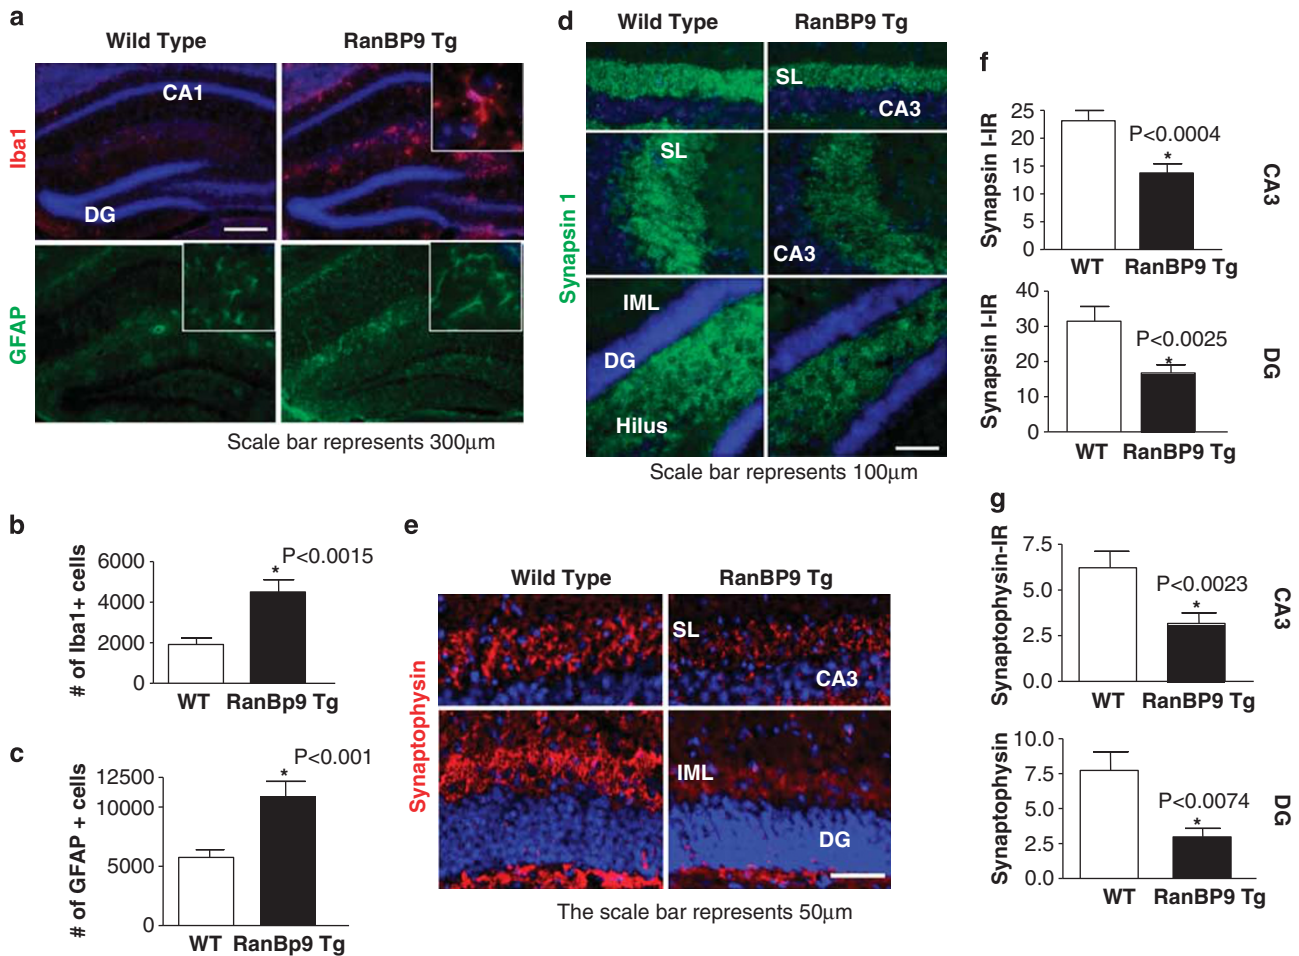 a
Wild Type
RanBP9 Tg
Iba1
CA1
DG
GFAP
Scale bar represents 300μm
b
# of Iba1+ cells
6000
4000
2000
0
P<0.0015
*
WT
RanBp9 Tg
c
# of GFAP + cells
12500
10000
5000
0
P<0.001
*
WT
RanBp9 Tg
d
Wild Type
RanBP9 Tg
Synapsin 1
SL
CA3
SL
CA3
IML
DG
Hilus
Scale bar represents 100μm
e
Wild Type
RanBP9 Tg
Synaptophysin
SL
CA3
IML
DG
The scale bar represents 50μm
f
Synapsin I-IR
25
20
15
10
5
0
P<0.0004
*
WT
RanBP9 Tg
CA3
Synapsin I-IR
40
30
20
10
0
P<0.0025
*
WT
RanBP9 Tg
DG
g
Synaptophysin-IR
7.5
5.0
2.5
0.0
P<0.0023
*
WT
RanBP9 Tg
CA3
Synaptophysin
10.0
7.5
5.0
2.5
0.0
P<0.0074
*
WT
RanBP9 Tg
DG